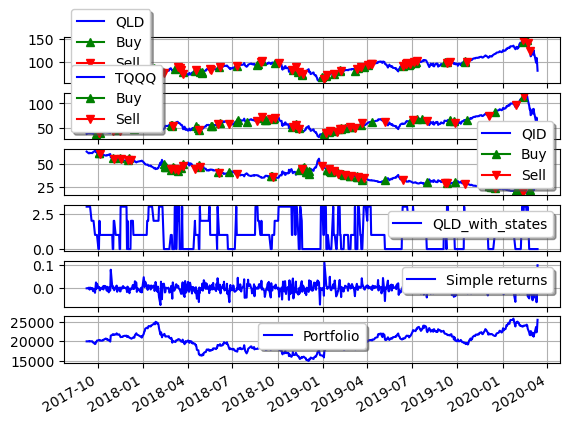 QLD
Buy
Sell
150
100
TQQQ
Buy
Sell
100
50
QID
Buy
Sell
50
25
QLD_with_states
2.5
0.0
Simple returns
0.1
0.0
Portfolio
25000
20000
15000
2017-10
2018-01
2018-04
2018-07
2018-10
2019-01
2019-04
2019-07
2019-10
2020-01
2020-04